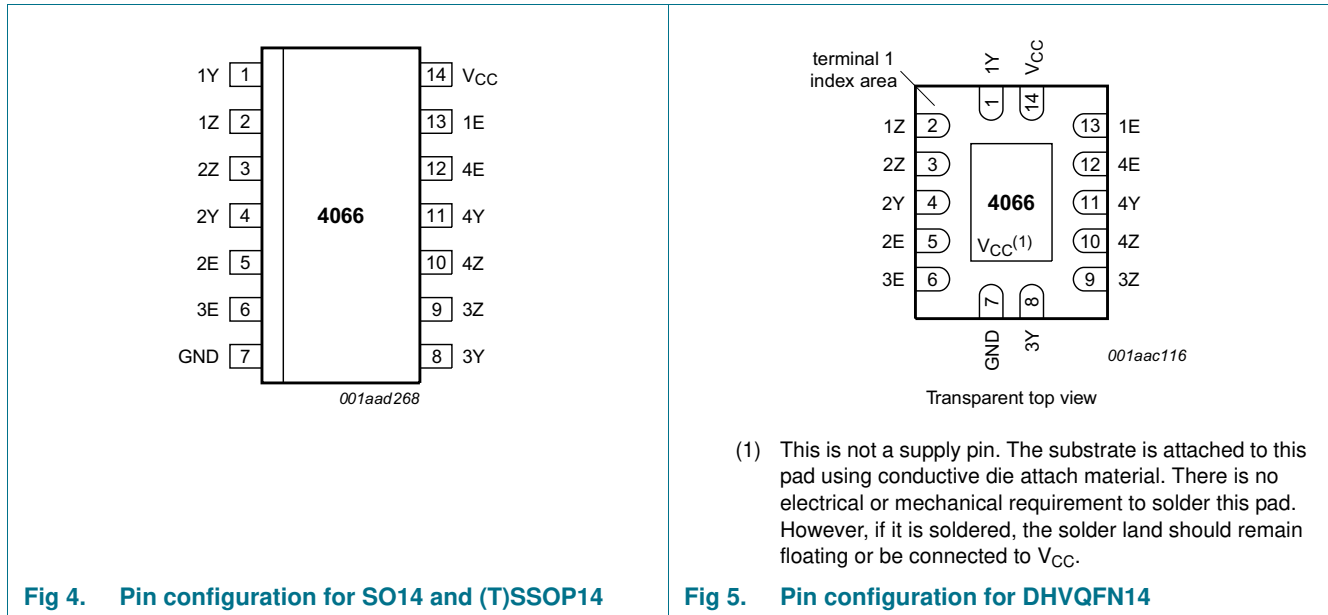 1Y 1 14 VCC
1Z 2 13 1E
2Z 3 12 4E
2Y 4 4066 11 4Y
2E 5 10 4Z
3E 6 9 3Z
GND 7 8 3Y
001aad268
Fig 4. Pin configuration for SO14 and (T)SSOP14
terminal 1
index area
1Y VCC
1 14
1Z 2 13 1E
2Z 3 12 4E
2Y 4 4066 11 4Y
2E 5 VCC(1) 10 4Z
3E 6 9 3Z
7 8
GND 3Y
001aac116
Transparent top view
(1) This is not a supply pin. The substrate is attached to this
pad using conductive die attach material. There is no
electrical or mechanical requirement to solder this pad.
However, if it is soldered, the solder land should remain
floating or be connected to VCC.
Fig 5. Pin configuration for DHVQFN14